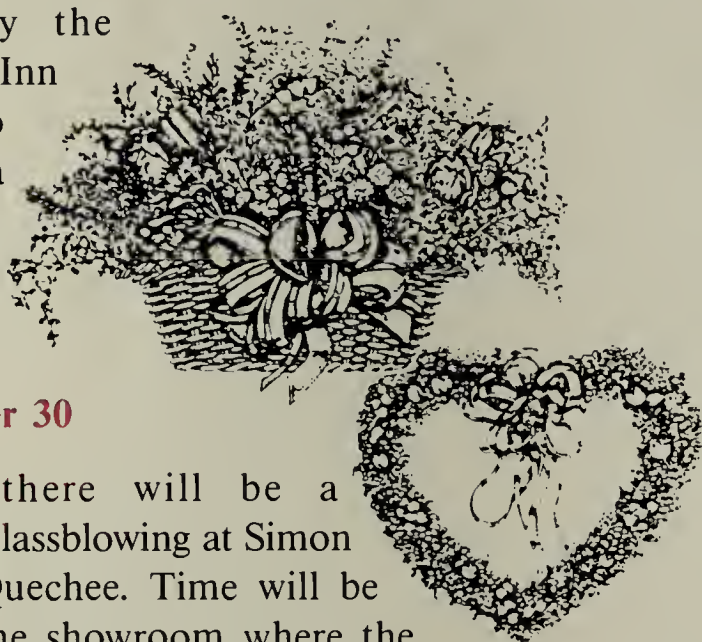 y the
Inn
r 30
there will be a
lassblowing at Simon
uechee. Time will be
he showroom where the